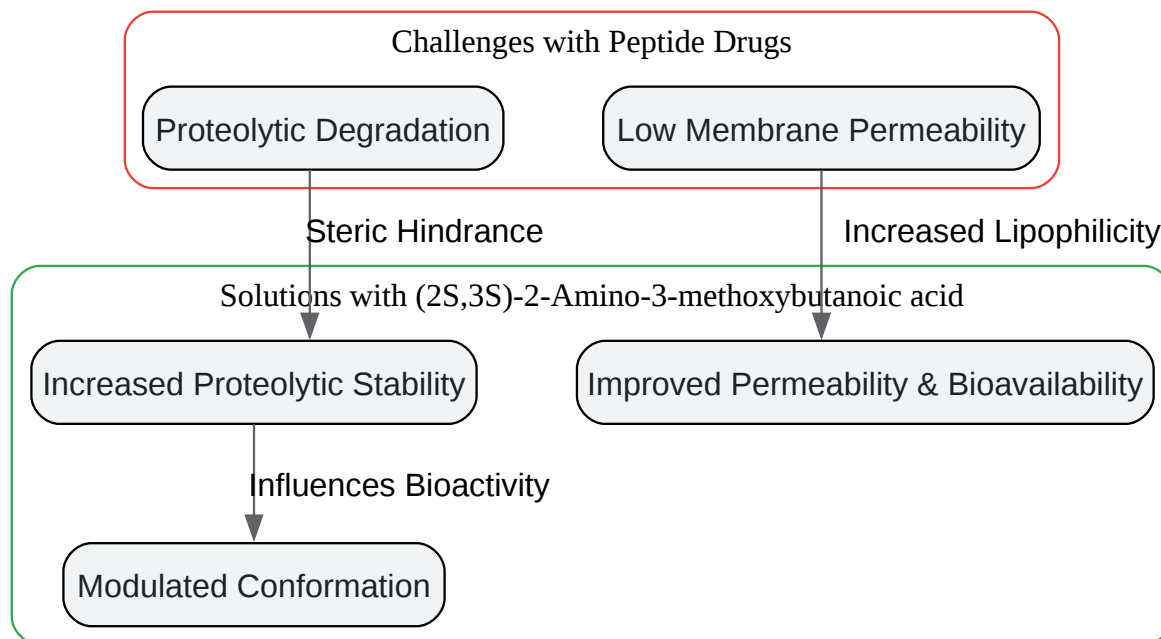 Challenges with Peptide Drugs
Proteolytic Degradation
Low Membrane Permeability
Steric Hindrance
Increased Lipophilicity
Solutions with (2S,3S)-2-Amino-3-methoxybutanoic acid
Increased Proteolytic Stability
Improved Permeability & Bioavailability
Influences Bioactivity
Modulated Conformation